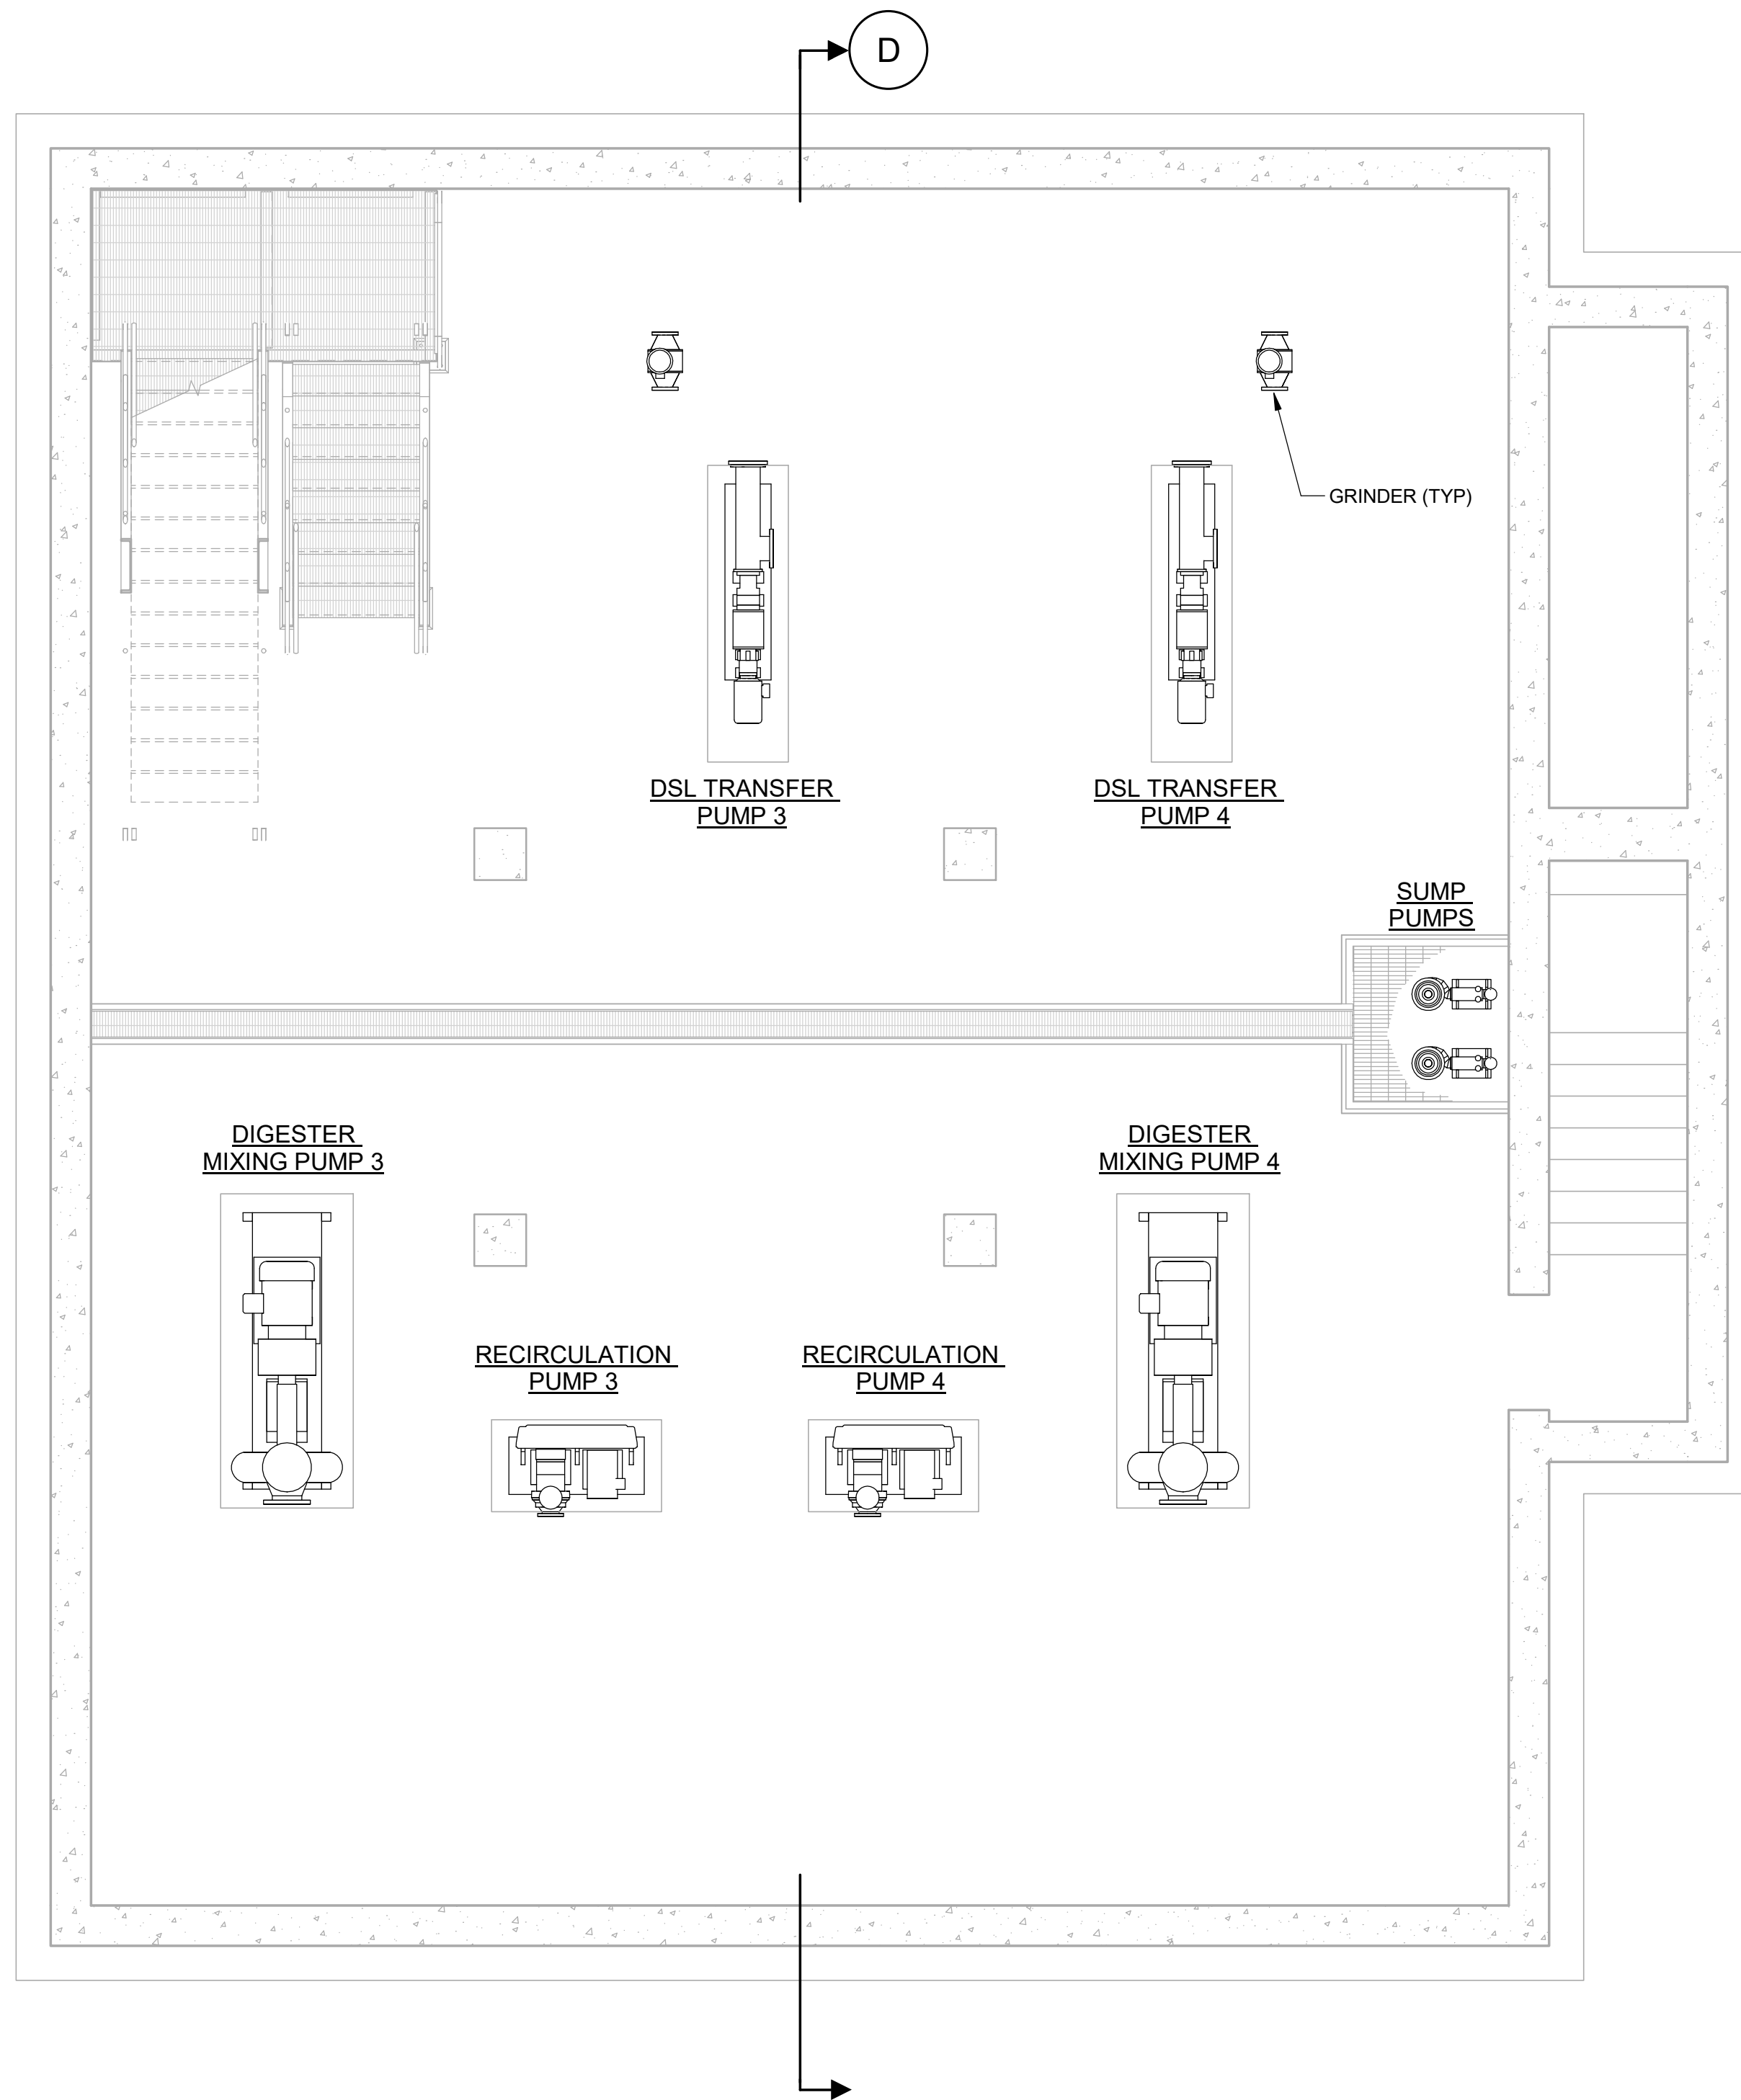 D
GRINDER (TYP)
DSL TRANSFER
PUMP 3
DSL TRANSFER
PUMP 4
SUMP
PUMPS
DIGESTER
MIXING PUMP 3
DIGESTER
MIXING PUMP 4
RECIRCULATION
PUMP 3
RECIRCULATION
PUMP 4